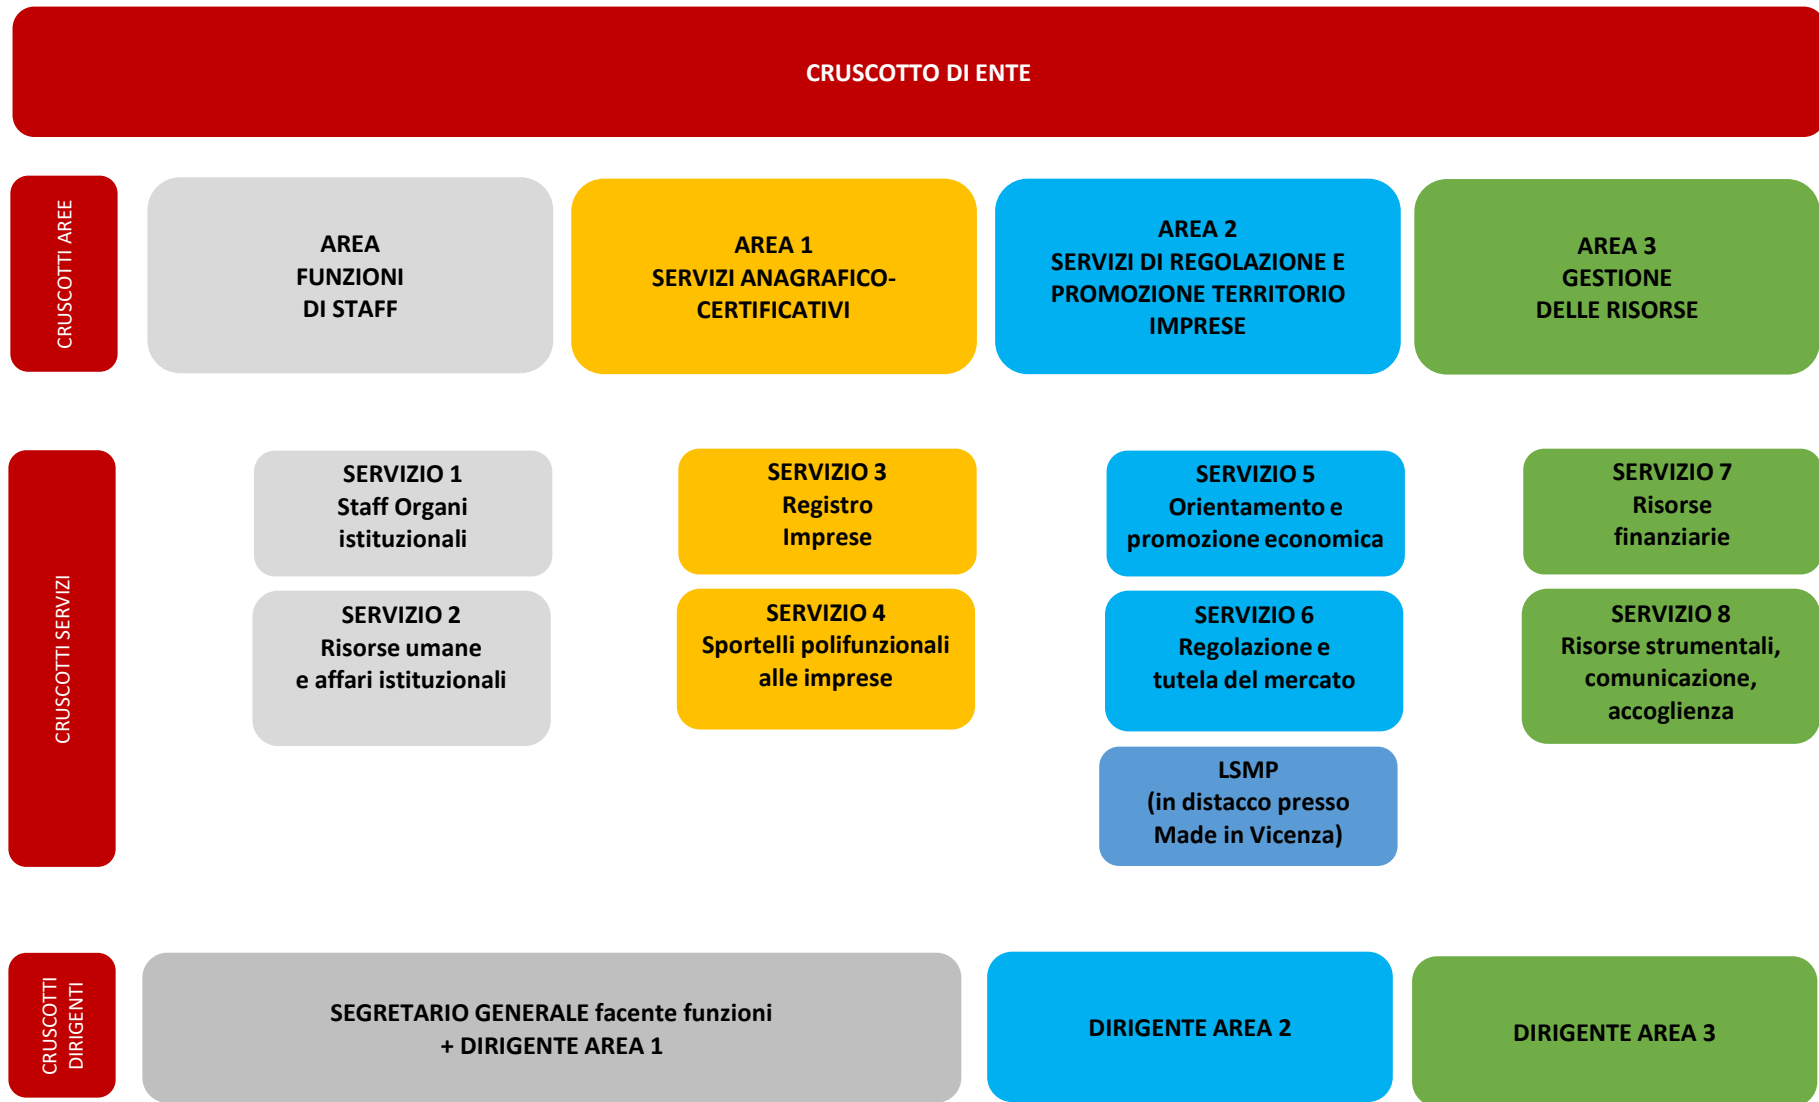 CRUSCOTTO DI ENTE
CRUSCOTTI AREE
AREA
FUNZIONI
DI STAFF
AREA 1
SERVIZI ANAGRAFICO-
CERTIFICATIVI
AREA 2
SERVIZI DI REGOLAZIONE E
PROMOZIONE TERRITORIO
IMPRESE
AREA 3
GESTIONE
DELLE RISORSE
CRUSCOTTI SERVIZI
SERVIZIO 1
Staff Organi
istituzionali
SERVIZIO 3
Registro
Imprese
SERVIZIO 5
Orientamento e
promozione economica
SERVIZIO 7
Risorse
finanziarie
SERVIZIO 2
Risorse umane
e affari istituzionali
SERVIZIO 4
Sportelli polifunzionali
alle imprese
SERVIZIO 6
Regolazione e
tutela del mercato
SERVIZIO 8
Risorse strumentali,
comunicazione,
accoglienza
LSMP
(in distacco presso
Made in Vicenza)
CRUSCOTTI
DIRIGENTI
SEGRETARIO GENERALE facente funzioni
+ DIRIGENTE AREA 1
DIRIGENTE AREA 2
DIRIGENTE AREA 3